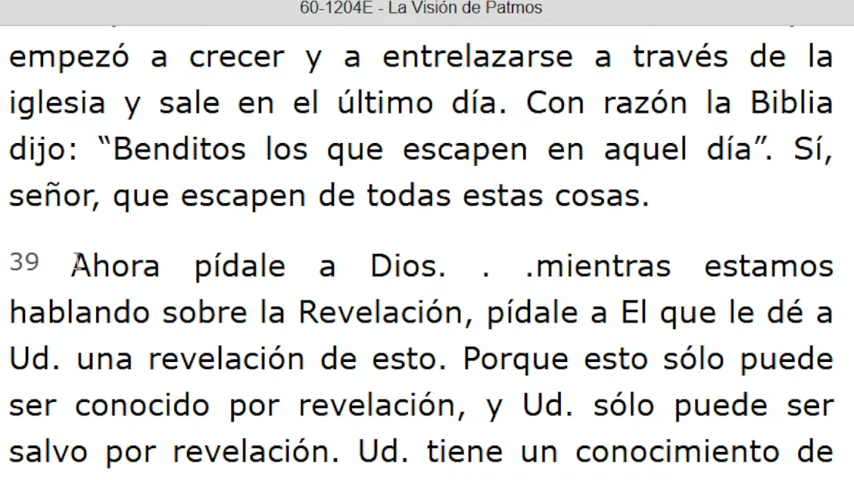 60-1204E - La Visión de Patmos
empezó a crecer y a entrelazarse a través de la
iglesia y sale en el último día. Con razón la Biblia
dijo: “Benditos los que escapen en aquel día”. Sí,
señor, que escapen de todas estas cosas.
39 Ahora pídale a Dios. . .mientras estamos
hablando sobre la Revelación, pídale a El que le dé a
Ud. una revelación de esto. Porque esto sólo puede
ser conocido por revelación, y Ud. sólo puede ser
salvo por revelación. Ud. tiene un conocimiento de